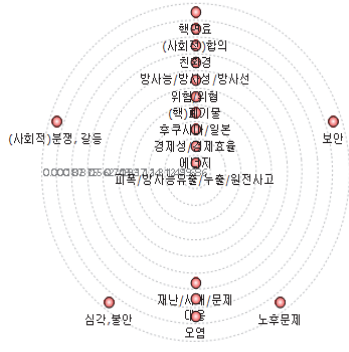 핵연료
(사회적)합의
친환경
방사능/방사성/방사선
위험/위협
(핵)폐기물
(사회적)분쟁, 갈등
보안
후쿠시마/일본
경제성/경제효율
에너지
피폭/방사능유출/누출/원전사고
재난/사태/문제
대응
심각,불안
노후문제
오염